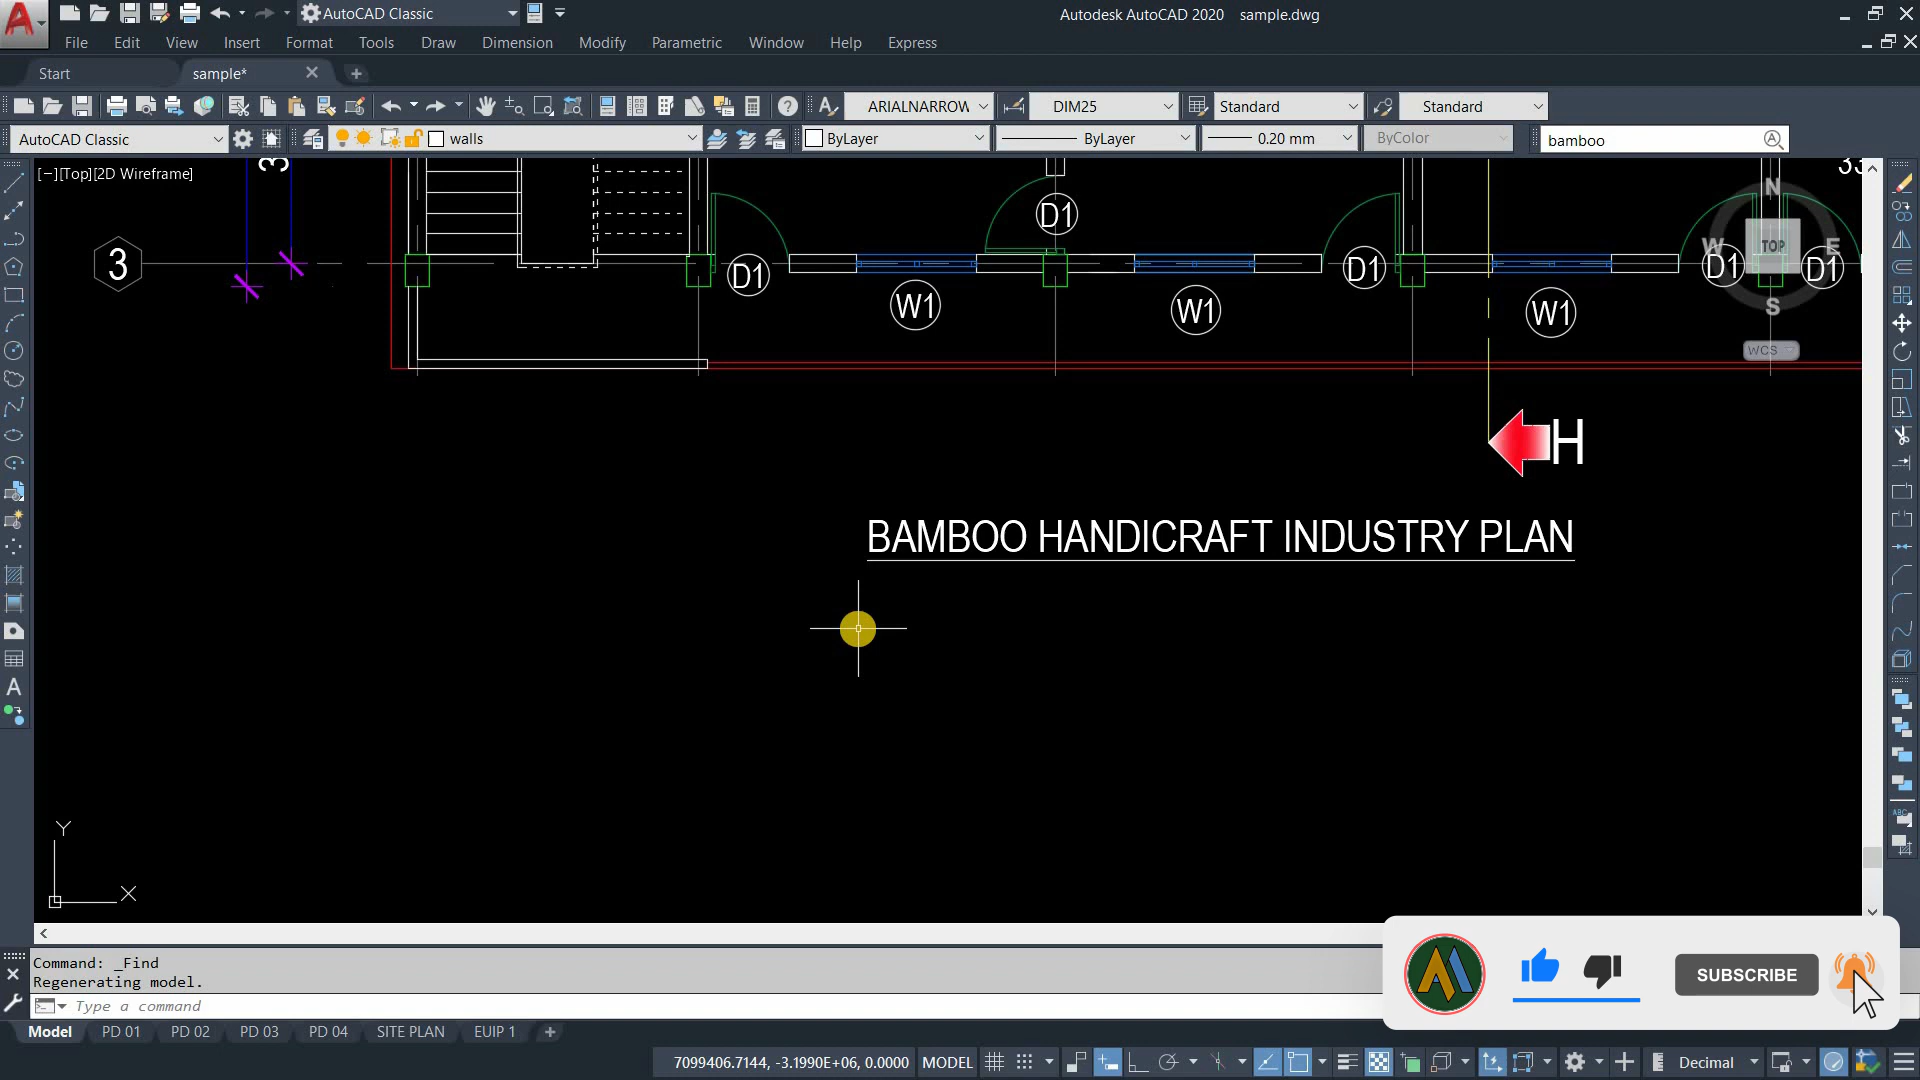 AutoCAD Classic
Autodesk AutoCAD 2020 sample.dwg
File Edit View Insert Format Tools Draw Dimension Modify Parametric Window Help Express
Start sample*
ARIALNARROW DIM25 Standard Standard
AutoCAD Classic walls ByLayer ByLayer 0.20 mm ByColor bamboo
[−][Top][2D Wireframe]
3
33
N
W TOP E
S
WCS
D1
3 D1 D1 D1 D1
W1 W1 W1
H
BAMBOO HANDICRAFT INDUSTRY PLAN
Y
X
Command: _Find
Regenerating model.
Type a command
SUBSCRIBE
Model PD 01 PD 02 PD 03 PD 04 SITE PLAN EUIP 1
7099406.7144, -3.1990E+06, 0.0000 MODEL Decimal